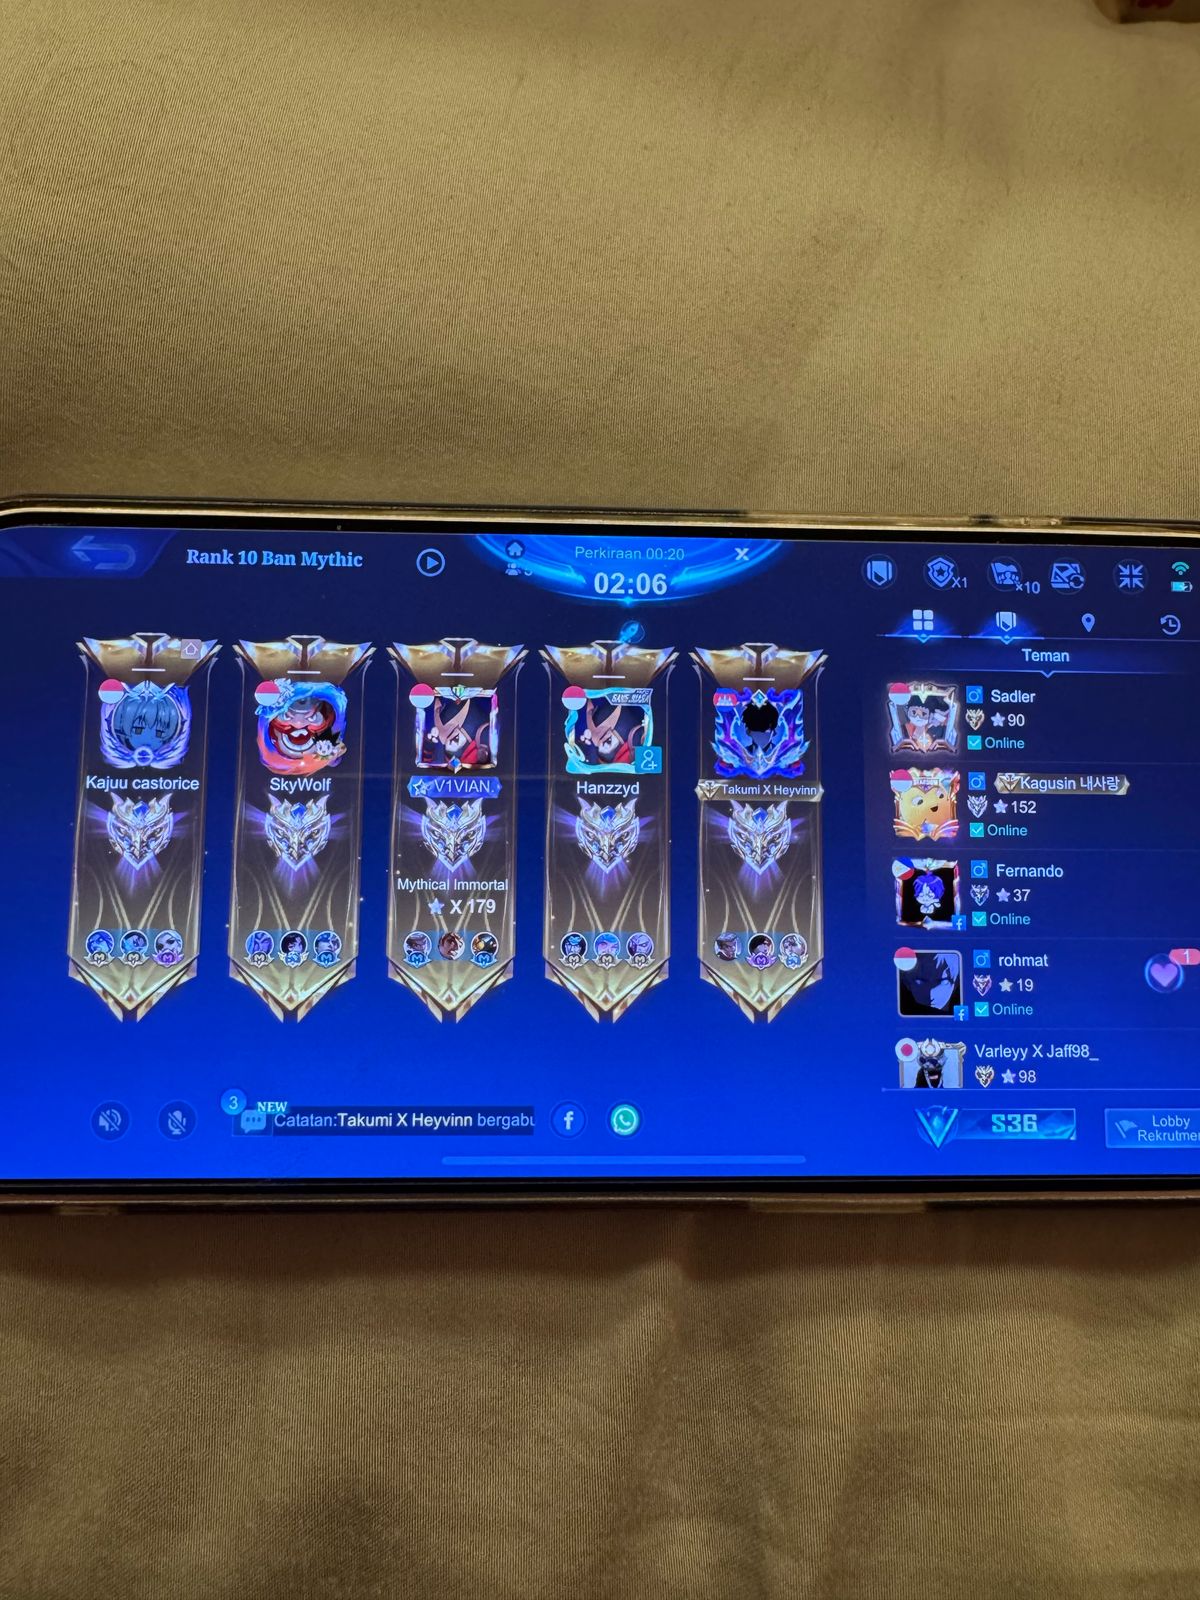 Rank 10 Ban Mythic
Perkiraan 00:20
02:06
X1
×10
Teman
Kajuu castorice
SkyWolf
V1VIAN.
Mythical Immortal
X 179
Hanzzyd
Takumi X Heyvinn
Sadler
90
Online
Kagusin 내사랑
152
Online
Fernando
37
Online
rohmat
19
Online
1
Varleyy X Jaff98_
98
3
NEW
Catatan:Takumi X Heyvinn bergabu
S36
Lobby
Rekrutmen